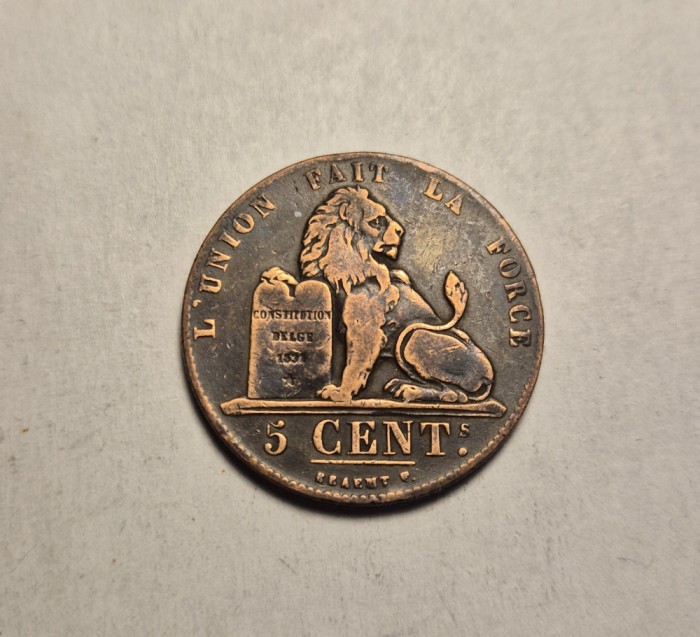 L'UNION FAIT LA FORCE
CONSTITUTION
BELGE
1831
5 CENTs.
BRAEMT F.